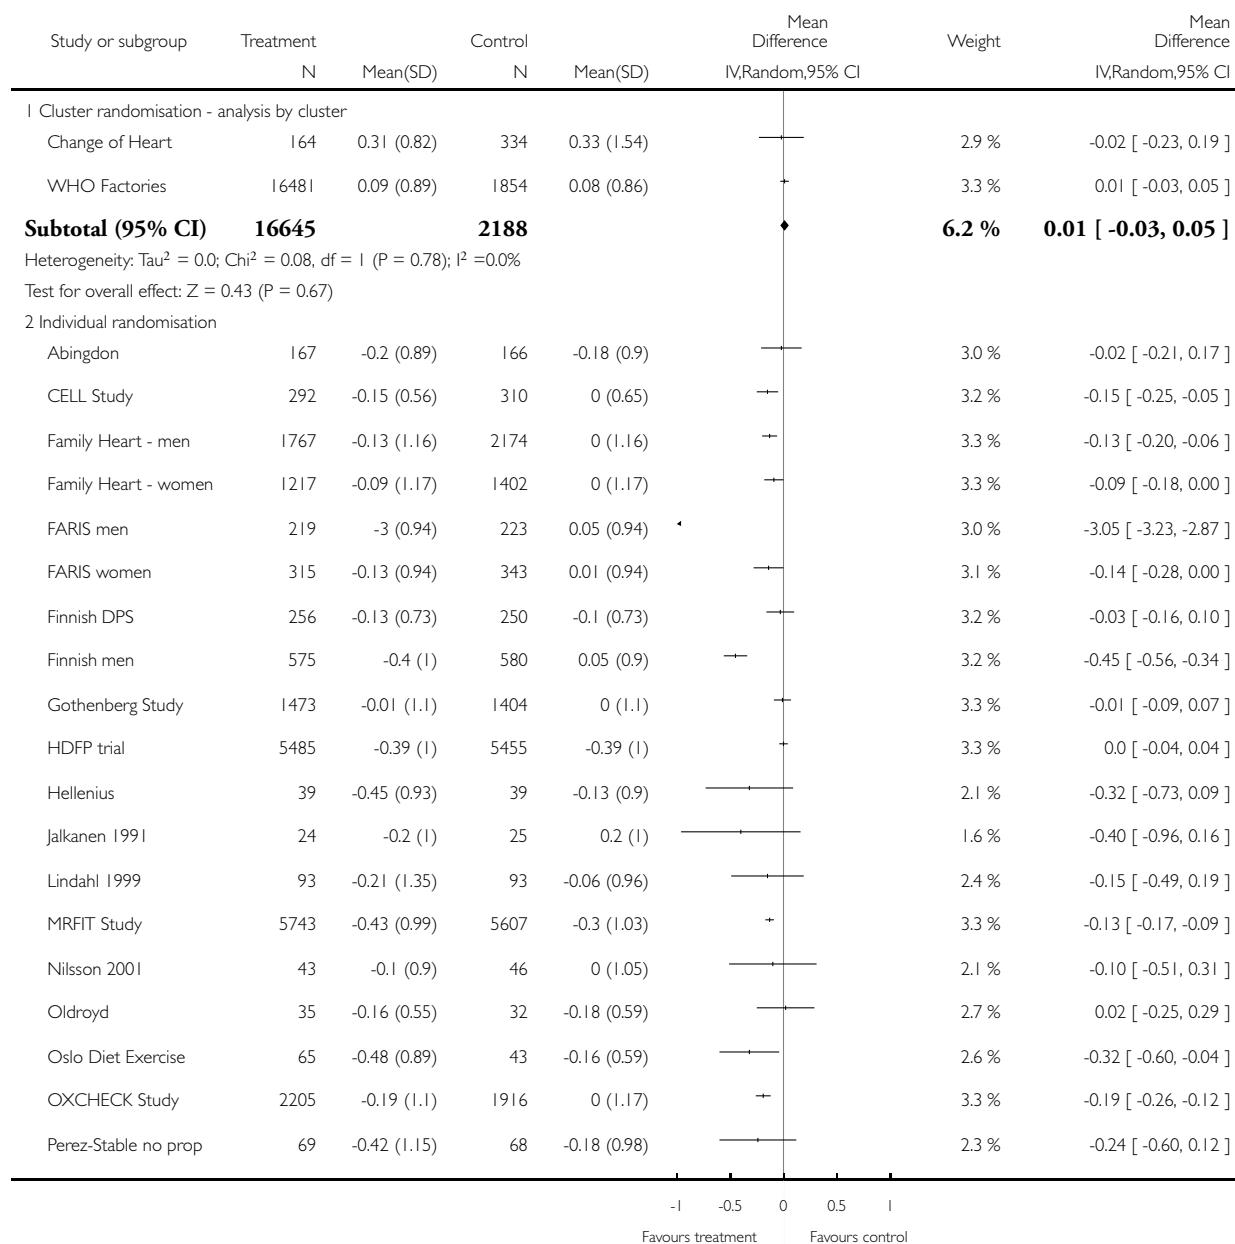 Study or subgroup Treatment Control Mean Difference Weight Mean Difference
N Mean(SD) N Mean(SD) IV,Random,95% CI IV,Random,95% CI
1 Cluster randomisation - analysis by cluster
Change of Heart 164 0.31 (0.82) 334 0.33 (1.54) 2.9 % -0.02 [ -0.23, 0.19 ]
WHO Factories 16481 0.09 (0.89) 1854 0.08 (0.86) 3.3 % 0.01 [ -0.03, 0.05 ]
Subtotal (95% CI) 16645 2188 6.2 % 0.01 [ -0.03, 0.05 ]
Heterogeneity: Tau² = 0.0; Chi² = 0.08, df = 1 (P = 0.78); I² =0.0%
Test for overall effect: Z = 0.43 (P = 0.67)
2 Individual randomisation
Abingdon 167 -0.2 (0.89) 166 -0.18 (0.9) 3.0 % -0.02 [ -0.21, 0.17 ]
CELL Study 292 -0.15 (0.56) 310 0 (0.65) 3.2 % -0.15 [ -0.25, -0.05 ]
Family Heart - men 1767 -0.13 (1.16) 2174 0 (1.16) 3.3 % -0.13 [ -0.20, -0.06 ]
Family Heart - women 1217 -0.09 (1.17) 1402 0 (1.17) 3.3 % -0.09 [ -0.18, 0.00 ]
FARIS men 219 -3 (0.94) 223 0.05 (0.94) 3.0 % -3.05 [ -3.23, -2.87 ]
FARIS women 315 -0.13 (0.94) 343 0.01 (0.94) 3.1 % -0.14 [ -0.28, 0.00 ]
Finnish DPS 256 -0.13 (0.73) 250 -0.1 (0.73) 3.2 % -0.03 [ -0.16, 0.10 ]
Finnish men 575 -0.4 (1) 580 0.05 (0.9) 3.2 % -0.45 [ -0.56, -0.34 ]
Gothenberg Study 1473 -0.01 (1.1) 1404 0 (1.1) 3.3 % -0.01 [ -0.09, 0.07 ]
HDFP trial 5485 -0.39 (1) 5455 -0.39 (1) 3.3 % 0.0 [ -0.04, 0.04 ]
Hellenius 39 -0.45 (0.93) 39 -0.13 (0.9) 2.1 % -0.32 [ -0.73, 0.09 ]
Jalkanen 1991 24 -0.2 (1) 25 0.2 (1) 1.6 % -0.40 [ -0.96, 0.16 ]
Lindahl 1999 93 -0.21 (1.35) 93 -0.06 (0.96) 2.4 % -0.15 [ -0.49, 0.19 ]
MRFIT Study 5743 -0.43 (0.99) 5607 -0.3 (1.03) 3.3 % -0.13 [ -0.17, -0.09 ]
Nilsson 2001 43 -0.1 (0.9) 46 0 (1.05) 2.1 % -0.10 [ -0.51, 0.31 ]
Oldroyd 35 -0.16 (0.55) 32 -0.18 (0.59) 2.7 % 0.02 [ -0.25, 0.29 ]
Oslo Diet Exercise 65 -0.48 (0.89) 43 -0.16 (0.59) 2.6 % -0.32 [ -0.60, -0.04 ]
OXCHECK Study 2205 -0.19 (1.1) 1916 0 (1.17) 3.3 % -0.19 [ -0.26, -0.12 ]
Perez-Stable no prop 69 -0.42 (1.15) 68 -0.18 (0.98) 2.3 % -0.24 [ -0.60, 0.12 ]
-1 -0.5 0 0.5 1
Favours treatment Favours control